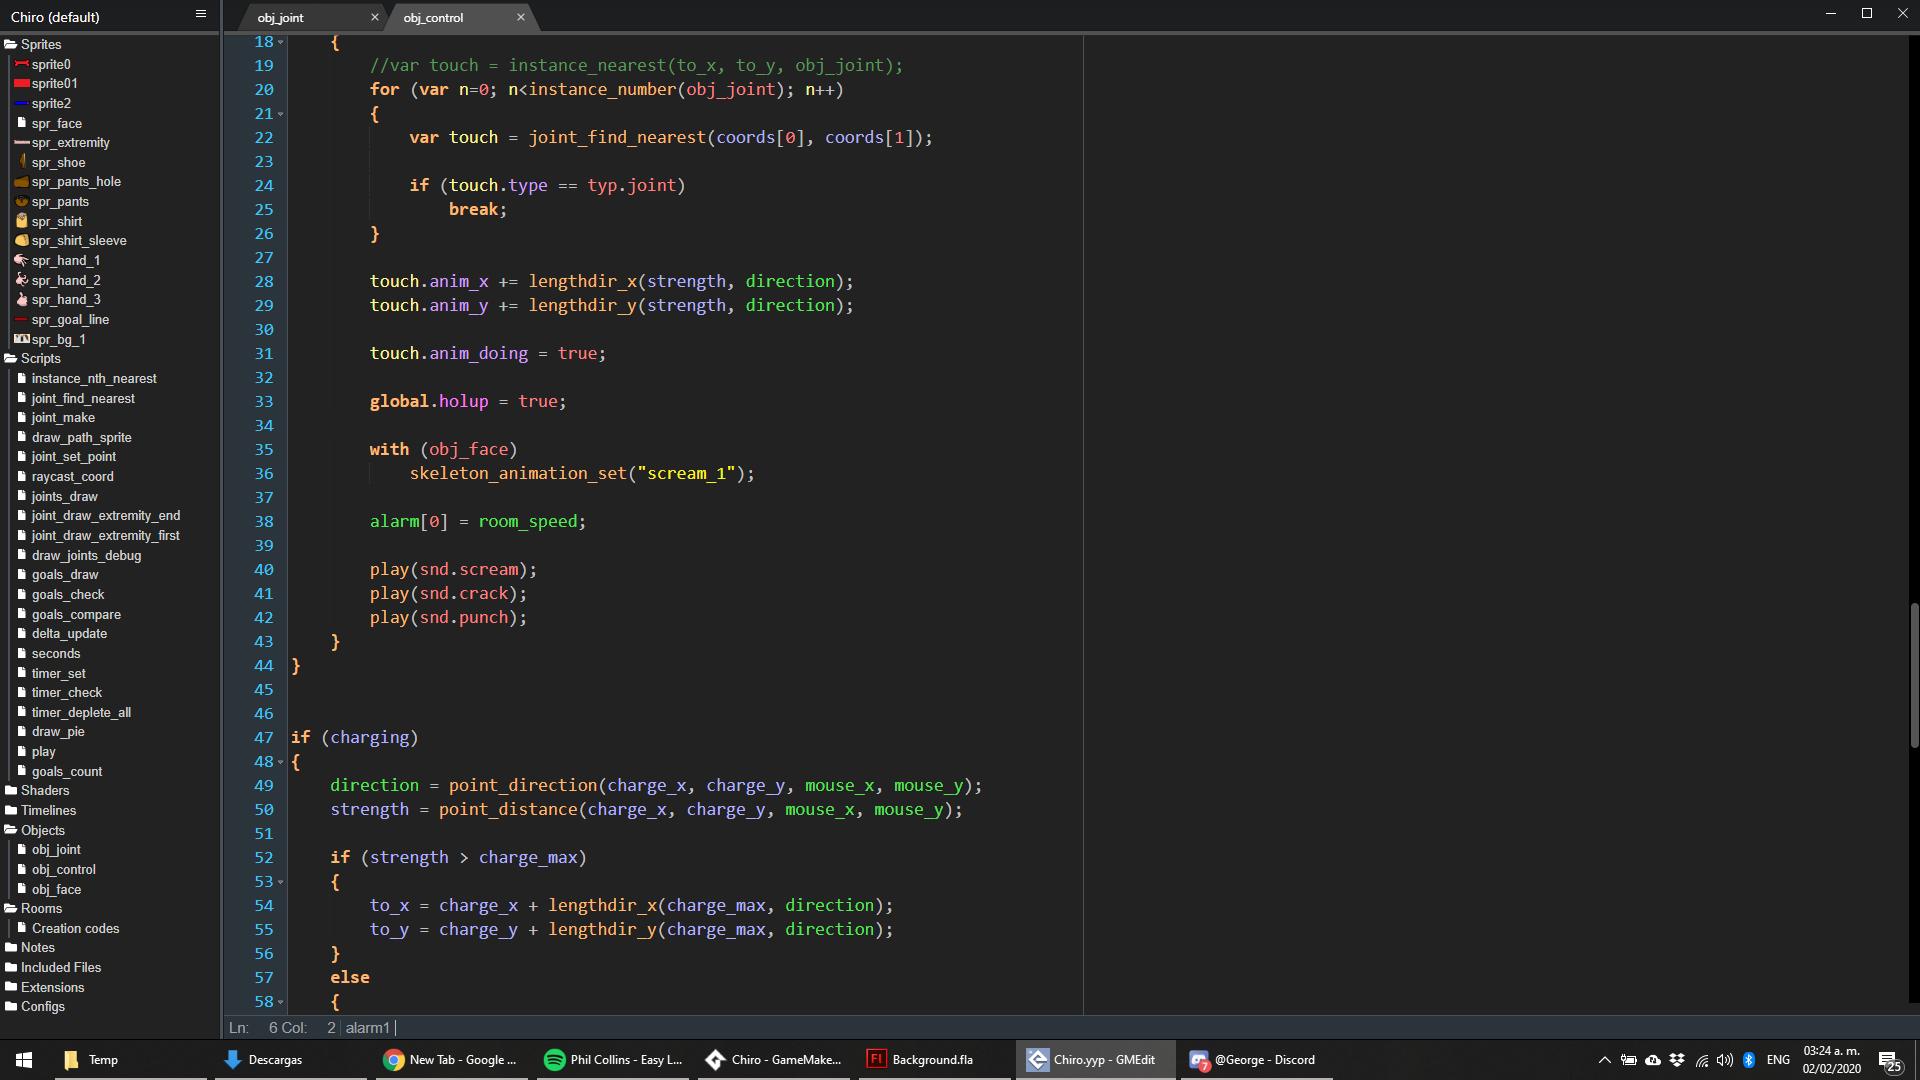 Chiro (default)
obj_joint
obj_control
Sprites
sprite0
sprite01
sprite2
spr_face
spr_extremity
spr_shoe
spr_pants_hole
spr_pants
spr_shirt
spr_shirt_sleeve
spr_hand_1
spr_hand_2
spr_hand_3
spr_goal_line
spr_bg_1
Scripts
instance_nth_nearest
joint_find_nearest
joint_make
draw_path_sprite
joint_set_point
raycast_coord
joints_draw
joint_draw_extremity_end
joint_draw_extremity_first
draw_joints_debug
goals_draw
goals_check
goals_compare
delta_update
seconds
timer_set
timer_check
timer_deplete_all
draw_pie
play
goals_count
Shaders
Timelines
Objects
obj_joint
obj_control
obj_face
Rooms
Creation codes
Notes
Included Files
Extensions
Configs
18 {
19 //var touch = instance_nearest(to_x, to_y, obj_joint);
20 for (var n=0; n<instance_number(obj_joint); n++)
21 {
22 var touch = joint_find_nearest(coords[0], coords[1]);
23
24 if (touch.type == typ.joint)
25 break;
26 }
27
28 touch.anim_x += lengthdir_x(strength, direction);
29 touch.anim_y += lengthdir_y(strength, direction);
30
31 touch.anim_doing = true;
32
33 global.holup = true;
34
35 with (obj_face)
36 skeleton_animation_set("scream_1");
37
38 alarm[0] = room_speed;
39
40 play(snd.scream);
41 play(snd.crack);
42 play(snd.punch);
43 }
44 }
45
46
47 if (charging)
48 {
49 direction = point_direction(charge_x, charge_y, mouse_x, mouse_y);
50 strength = point_distance(charge_x, charge_y, mouse_x, mouse_y);
51
52 if (strength > charge_max)
53 {
54 to_x = charge_x + lengthdir_x(charge_max, direction);
55 to_y = charge_y + lengthdir_y(charge_max, direction);
56 }
57 else
58 {
Ln: 6 Col: 2 alarm1
Temp
Descargas
New Tab - Google ...
Phil Collins - Easy L...
Chiro - GameMake...
Fl Background.fla
Chiro.yyp - GMEdit
7 @George - Discord
ENG
03:24 a. m.
02/02/2020
25